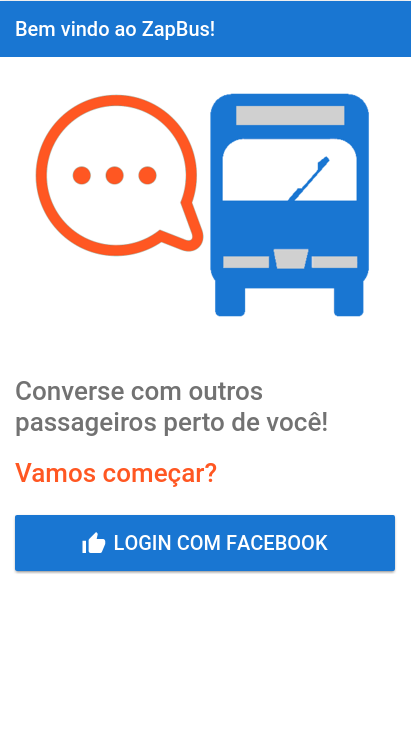 Bem vindo ao ZapBus!
Converse com outros
passageiros perto de você!
Vamos começar?
LOGIN COM FACEBOOK